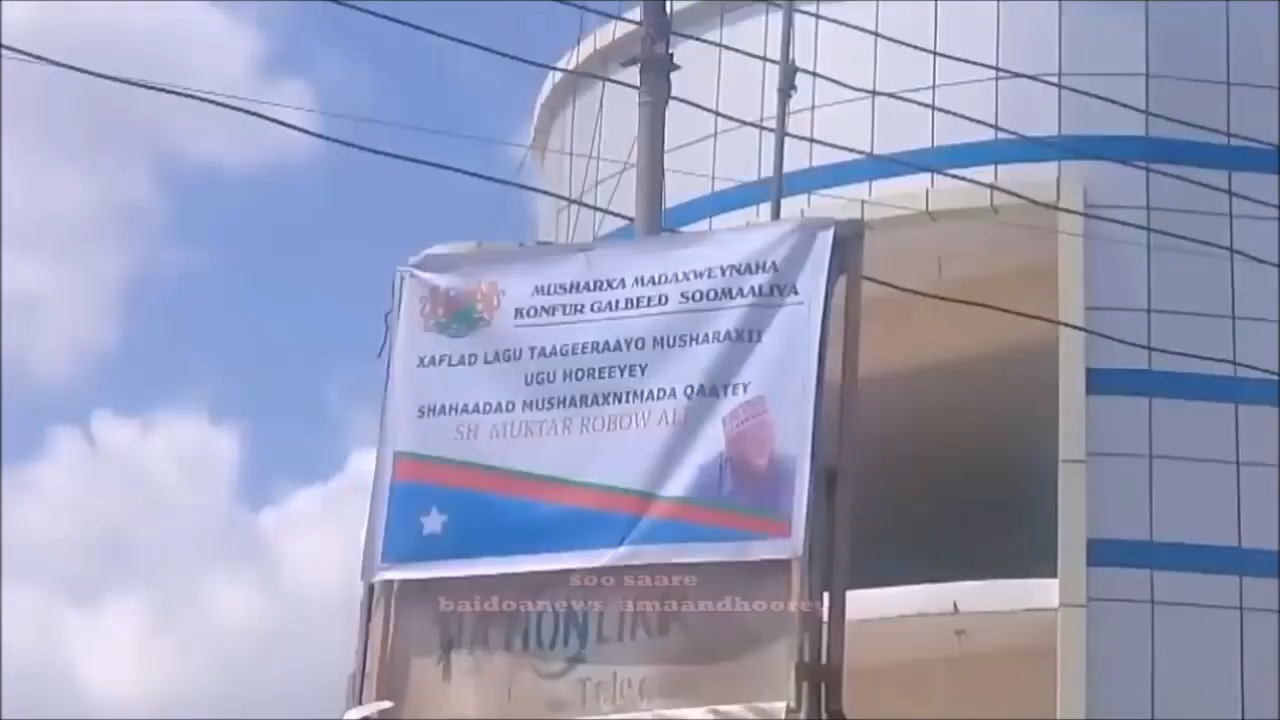 MUSHARXA MADAXWEYNAHA
KONFUR GALBEED SOOMAALIYA
XAFLAD LAGU TAAGEERAAYO MUSHARAXII
UGU HOREEYEY
SHAHAADAD MUSHARAXNIMADA QAATEY
SH MUKTAR ROBOW ALI
soo saare
baidoanews amaandhoorey